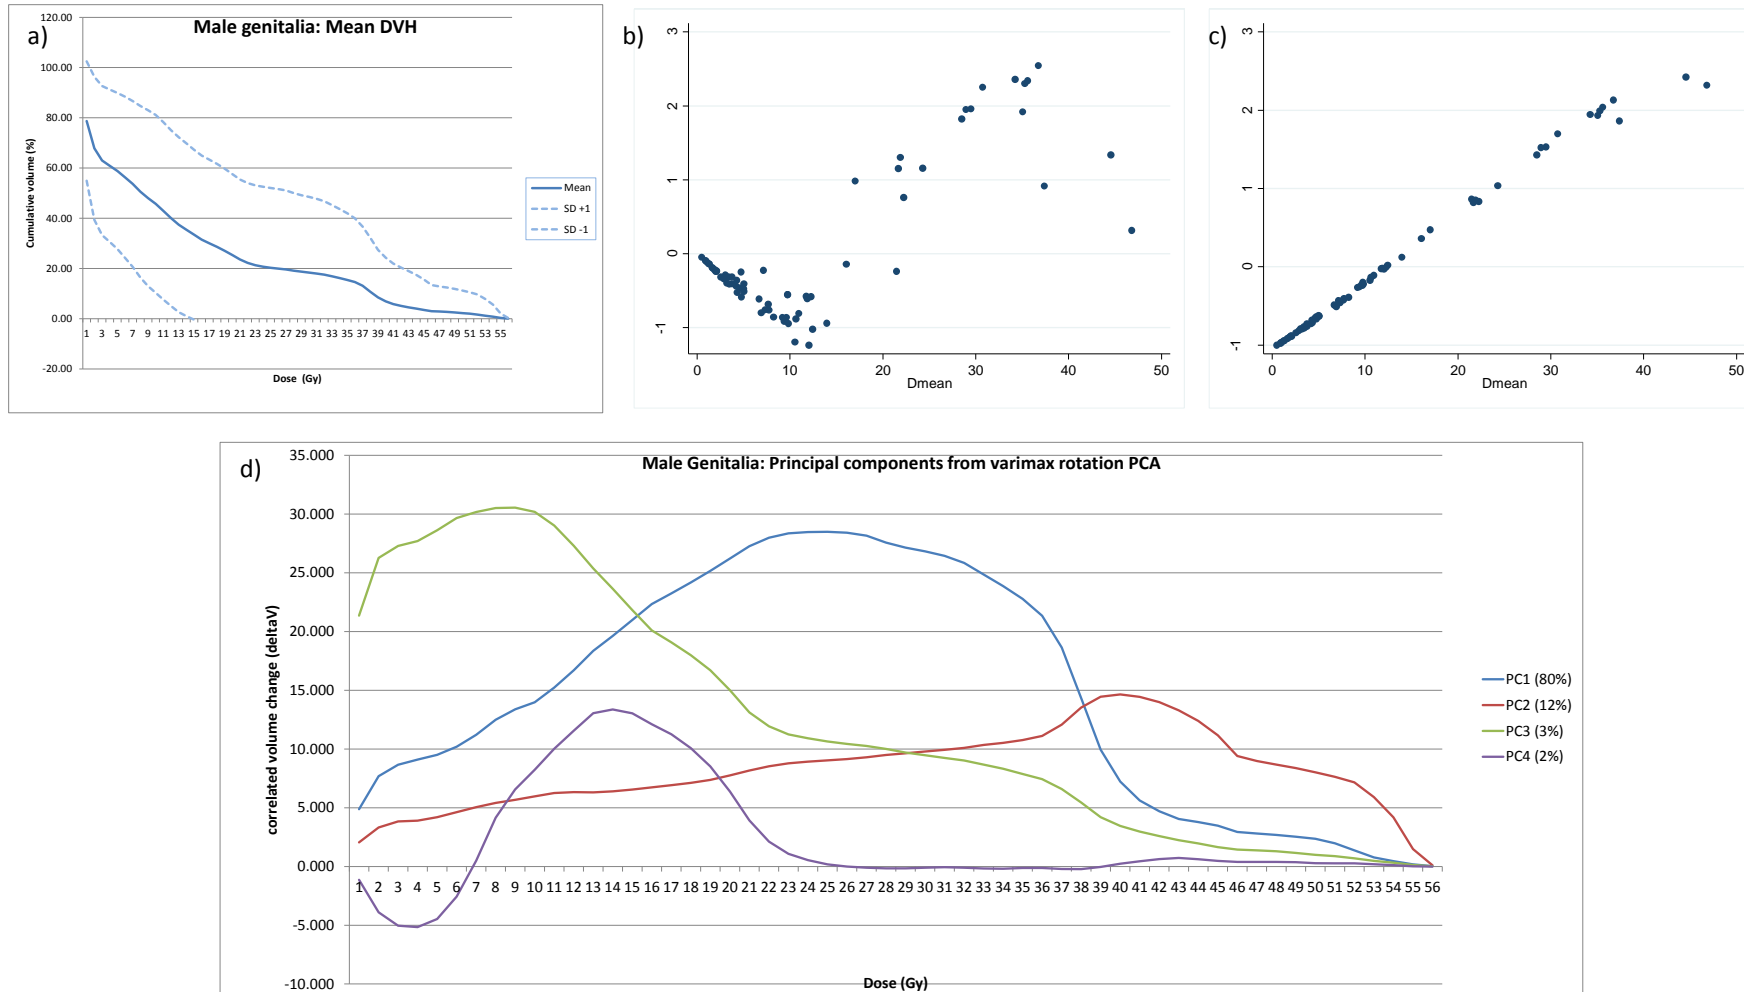 a)
Male genitalia: Mean DVH
120.00
100.00
80.00
60.00
40.00
20.00
0.00
-20.00
Cumulative volume (%)
1 3 5 7 9 11 13 15 17 19 21 23 25 27 29 31 33 35 37 39 41 43 45 47 49 51 53 55
Dose (Gy)
Mean
SD +1
SD -1
b)
3
2
1
0
-1
0 10 20 30 40 50
Dmean
c)
3
2
1
0
-1
0 10 20 30 40 50
Dmean
d)
Male Genitalia: Principal components from varimax rotation PCA
35.000
30.000
25.000
20.000
15.000
10.000
5.000
0.000
-5.000
-10.000
correlated volume change (deltaV)
1 2 3 4 5 6 7 8 9 10 11 12 13 14 15 16 17 18 19 20 21 22 23 24 25 26 27 28 29 30 31 32 33 34 35 36 37 38 39 40 41 42 43 44 45 46 47 48 49 50 51 52 53 54 55 56
Dose (Gy)
PC1 (80%)
PC2 (12%)
PC3 (3%)
PC4 (2%)